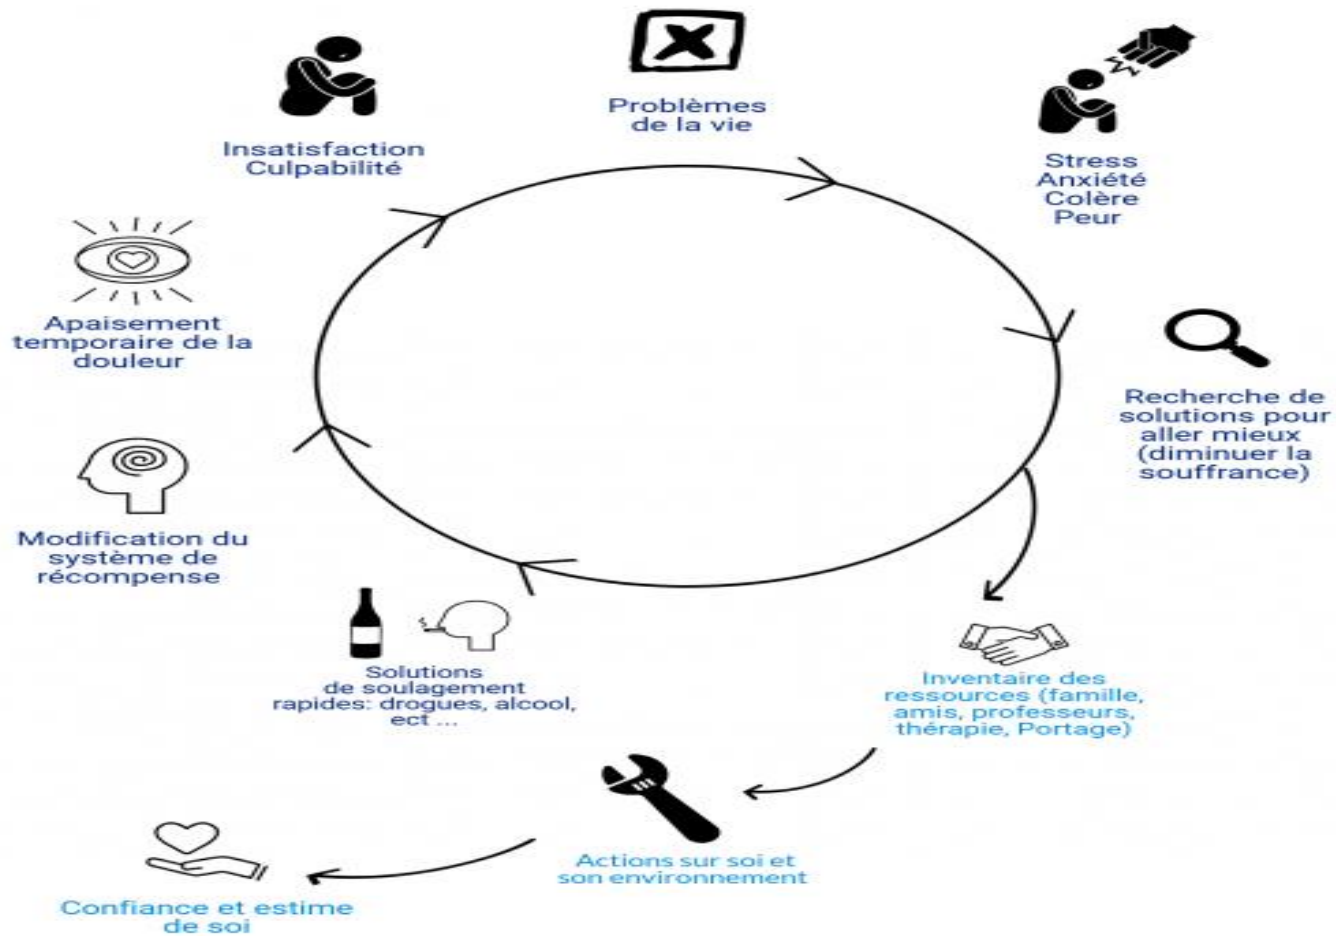 Problèmes
de la vie
Stress
Anxiété
Colère
Peur
Recherche de
solutions pour
aller mieux
(diminuer la
souffrance)
Inventaire des
ressources (famille,
amis, professeurs,
thérapie, Portage)
Actions sur soi et
son environnement
Confiance et estime
de soi
Solutions
de soulagement
rapides: drogues, alcool,
ect ...
Modification du
système de
récompense
Apaisement
temporaire de la
douleur
Insatisfaction
Culpabilité